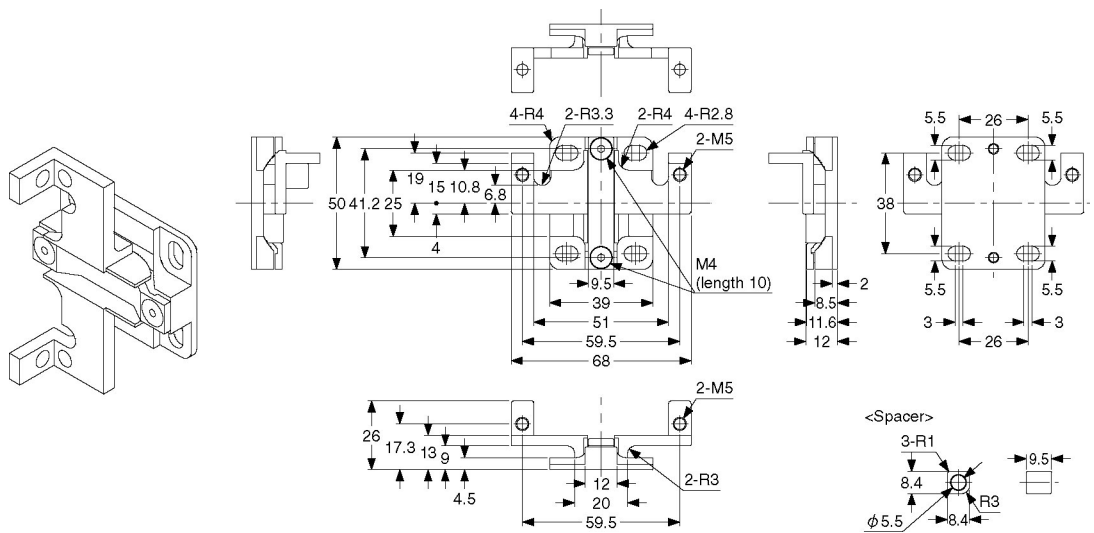 4-R4
2-R3.3
2-R4
4-R2.8
2-M5
50
41.2
25
19
15
10.8
6.8
4
M4
(length 10)
9.5
39
51
59.5
68
2
8.5
11.6
12
5.5
26
5.5
38
5.5
5.5
3
3
26
2-M5
26
17.3
13
9
4.5
12
20
59.5
2-R3
<Spacer>
3-R1
8.4
φ5.5
8.4
R3
9.5